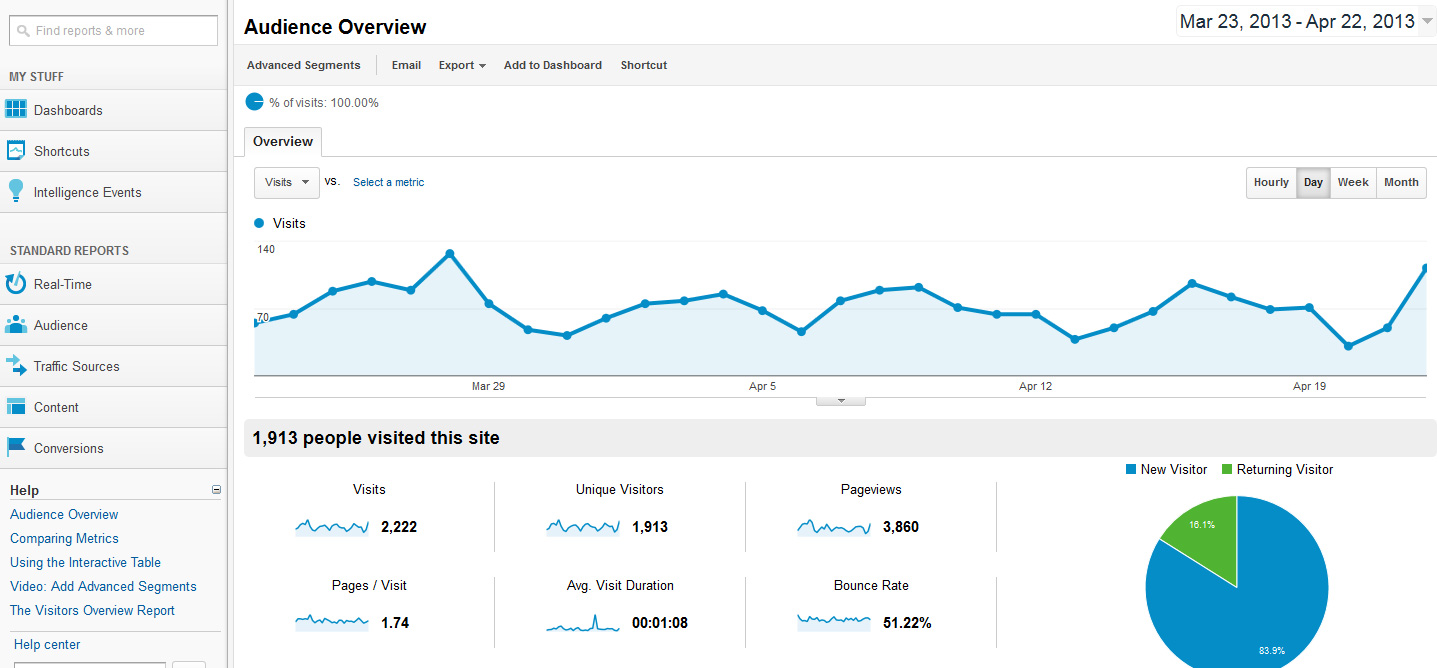 Find reports & more
MY STUFF
Dashboards
Shortcuts
Intelligence Events
STANDARD REPORTS
Real-Time
Audience
Traffic Sources
Content
Conversions
Help
Audience Overview
Comparing Metrics
Using the Interactive Table
Video: Add Advanced Segments
The Visitors Overview Report
Help center
Audience Overview
Mar 23, 2013 - Apr 22, 2013
Advanced Segments Email Export Add to Dashboard Shortcut
% of visits: 100.00%
Overview
Visits vs. Select a metric
Hourly Day Week Month
Visits
140
70
Mar 29 Apr 5 Apr 12 Apr 19
1,913 people visited this site
Visits Unique Visitors Pageviews
2,222 1,913 3,860
Pages / Visit Avg. Visit Duration Bounce Rate
1.74 00:01:08 51.22%
New Visitor Returning Visitor
16.1%
83.9%